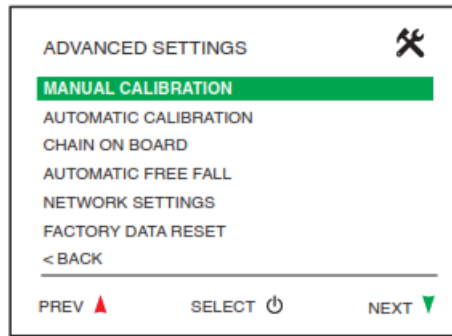 ADVANCED SETTINGS
MANUAL CALIBRATION
AUTOMATIC CALIBRATION
CHAIN ON BOARD
AUTOMATIC FREE FALL
NETWORK SETTINGS
FACTORY DATA RESET
< BACK
PREV SELECT NEXT